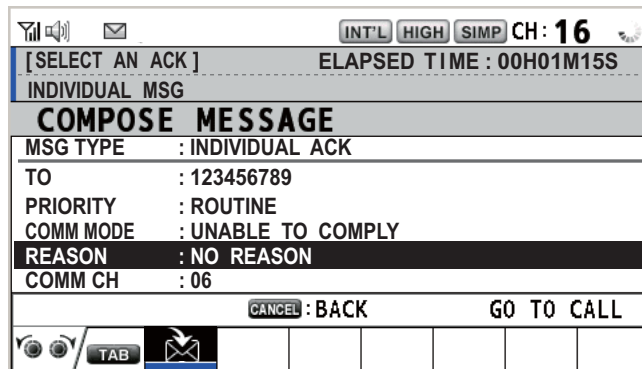 INT'L HIGH SIMP CH: 16
[SELECT AN ACK] ELAPSED TIME : 00H01M15S
INDIVIDUAL MSG
COMPOSE MESSAGE
MSG TYPE : INDIVIDUAL ACK
TO : 123456789
PRIORITY : ROUTINE
COMM MODE : UNABLE TO COMPLY
REASON : NO REASON
COMM CH : 06
CANCEL : BACK GO TO CALL
TAB